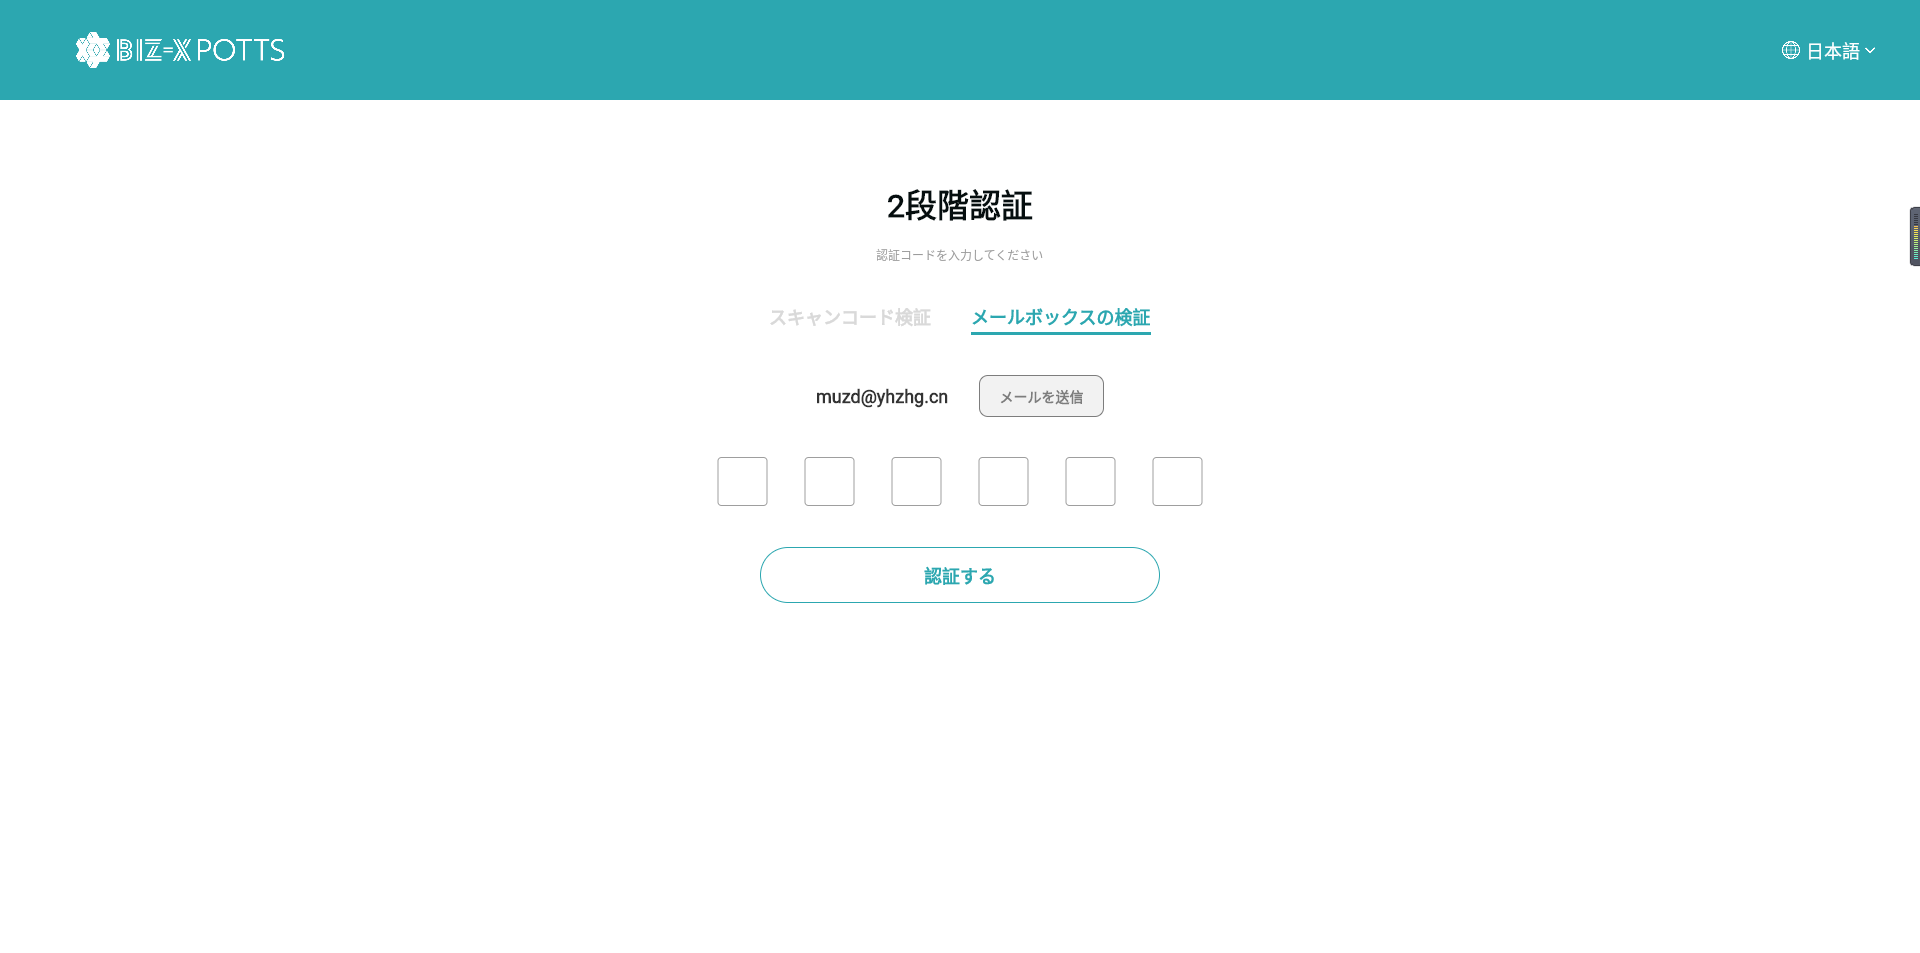 BIZ-X POTTS
日本語
2段階認証
認証コードを入力してください
スキャンコード検証 メールボックスの検証
muzd@yhzhg.cn メールを送信
認証する